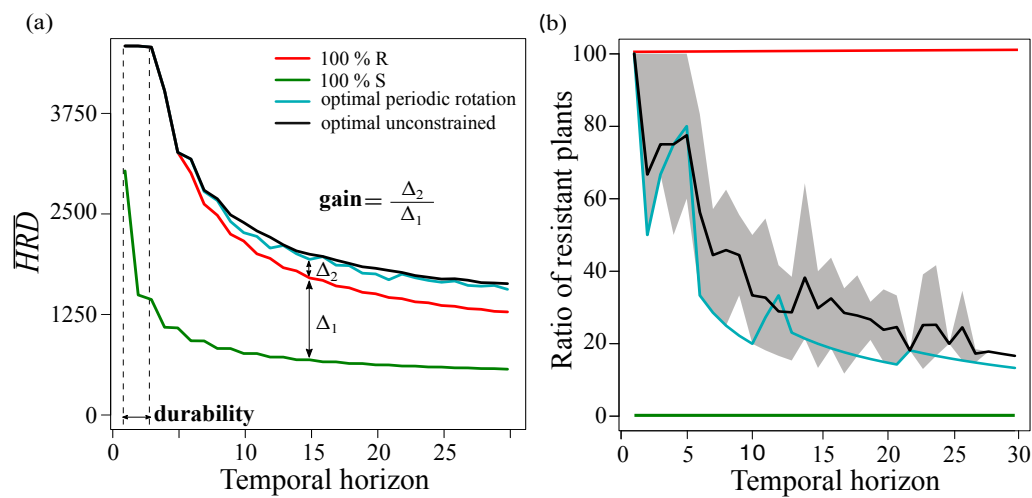 (a)
HRD
3750
2500
1250
0
100 % R
100 % S
optimal periodic rotation
optimal unconstrained
gain = Δ2 / Δ1
Δ2
Δ1
durability
0 5 10 15 20 25 30
Temporal horizon
(b)
Ratio of resistant plants
100
80
60
40
20
0
0 5 10 15 20 25 30
Temporal horizon